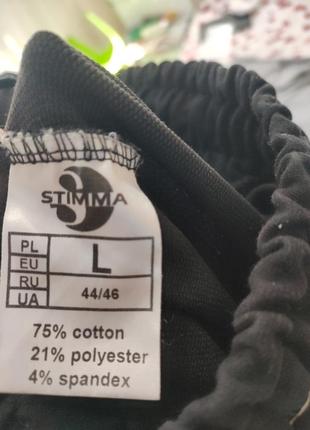 STIMMA
PL
EU
RU
UA
L
44/46
75% cotton
21% polyester
4% spandex